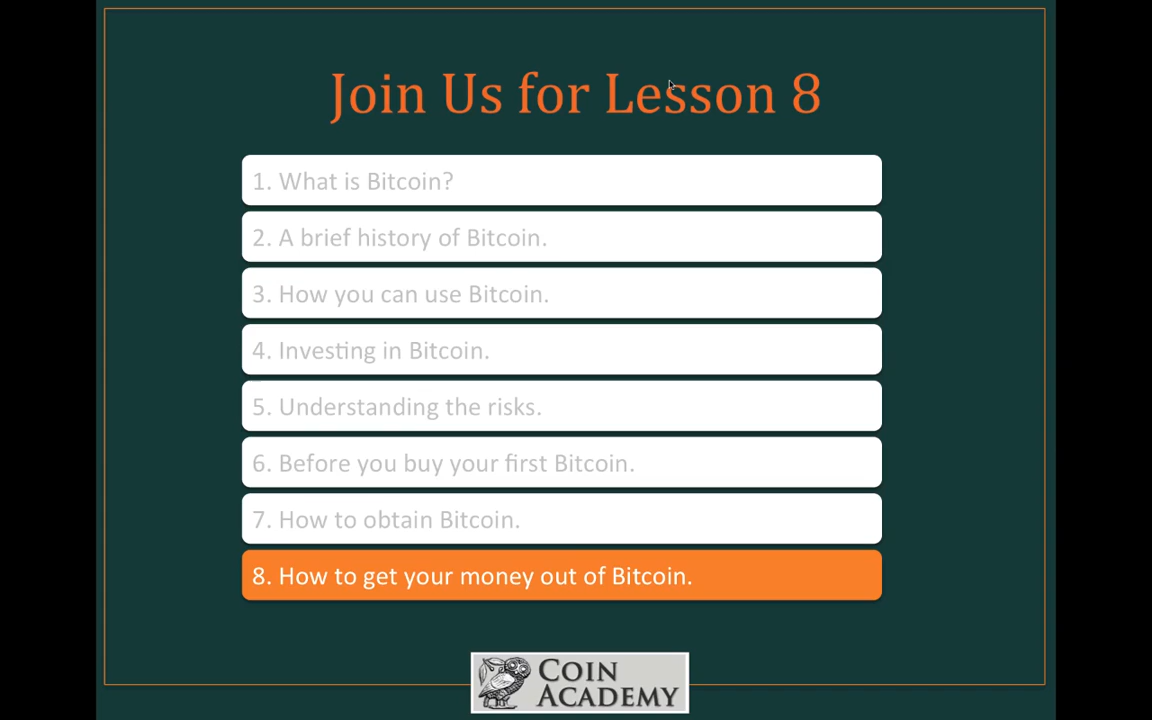 Join Us for Lesson 8
1. What is Bitcoin?
2. A brief history of Bitcoin.
3. How you can use Bitcoin.
4. Investing in Bitcoin.
5. Understanding the risks.
6. Before you buy your first Bitcoin.
7. How to obtain Bitcoin.
8. How to get your money out of Bitcoin.
COIN
ACADEMY